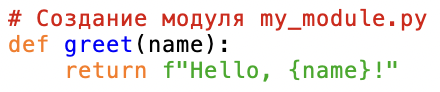 # Создание модуля my_module.py
def greet(name):
    return f"Hello, {name}!"